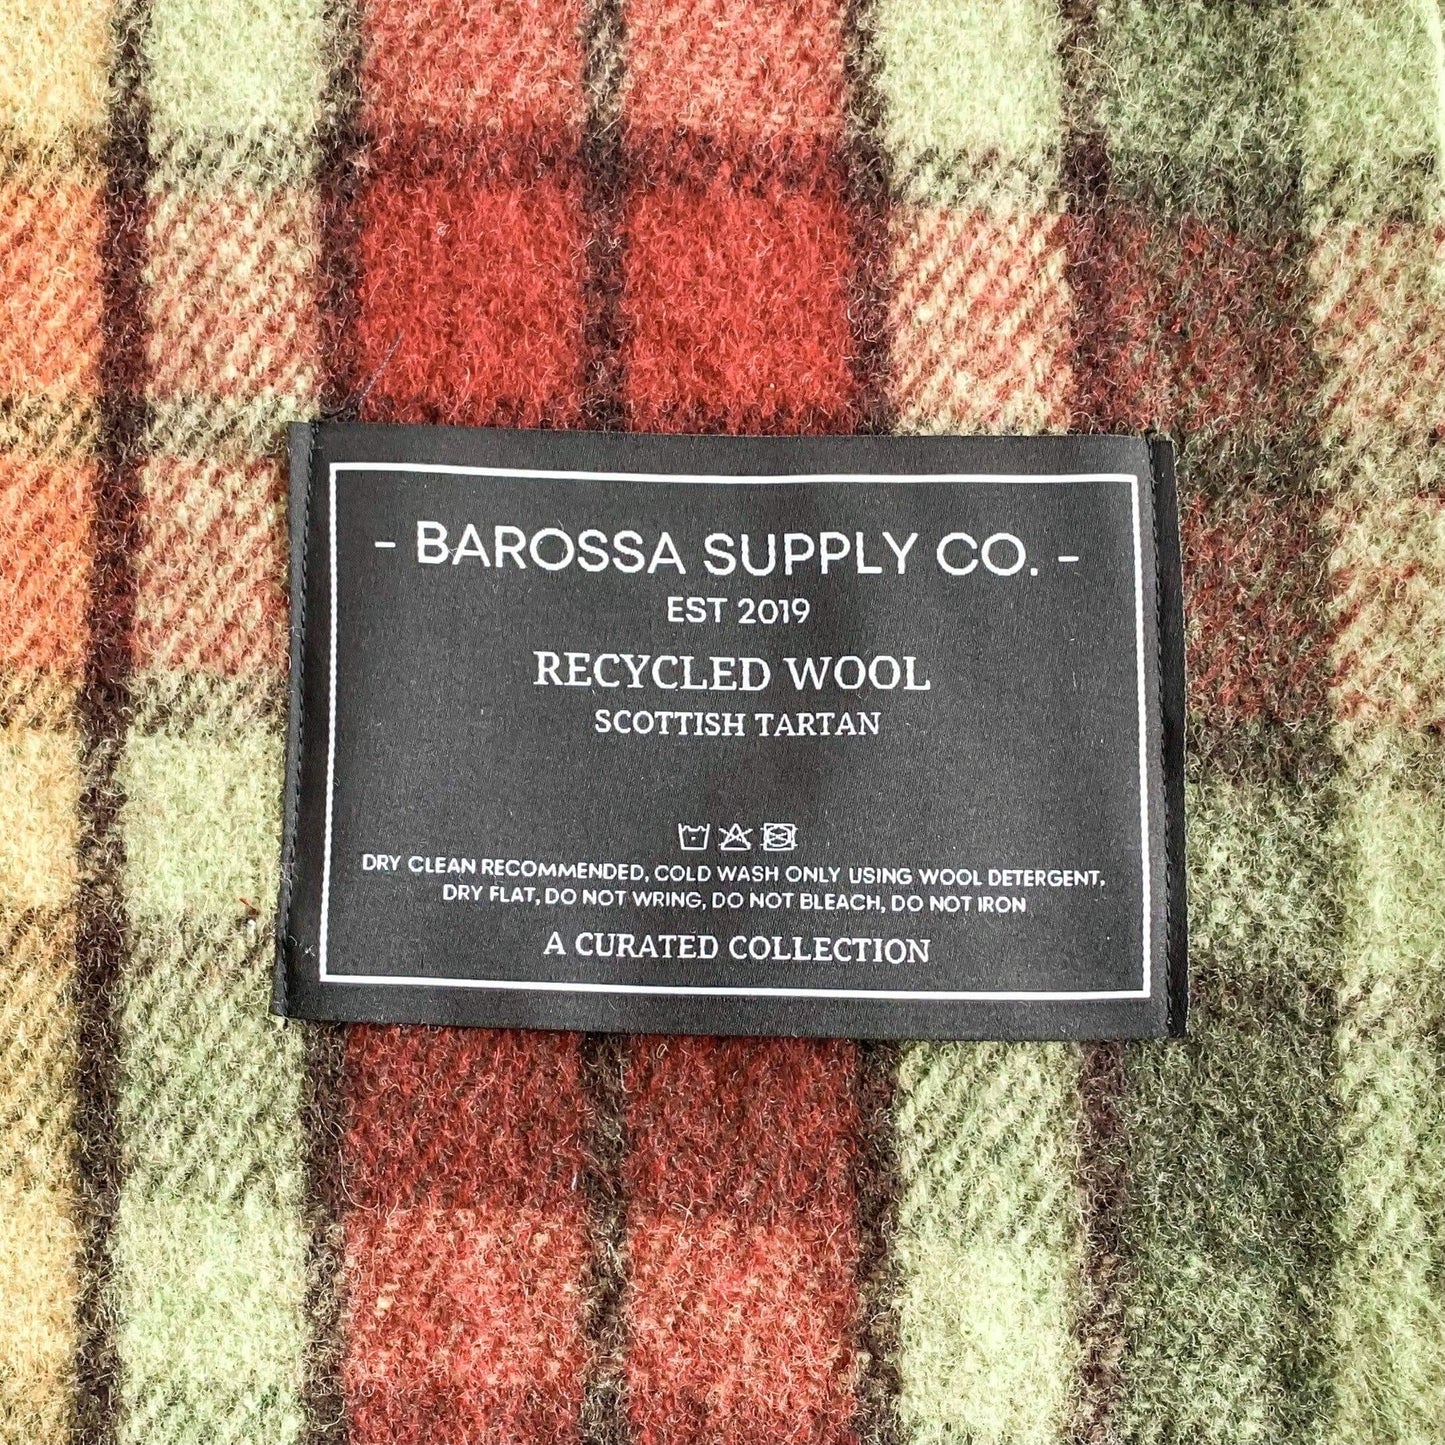 - BAROSSA SUPPLY CO. -
EST 2019
RECYCLED WOOL
SCOTTISH TARTAN
DRY CLEAN RECOMMENDED, COLD WASH ONLY USING WOOL DETERGENT,
DRY FLAT, DO NOT WRING, DO NOT BLEACH, DO NOT IRON
A CURATED COLLECTION